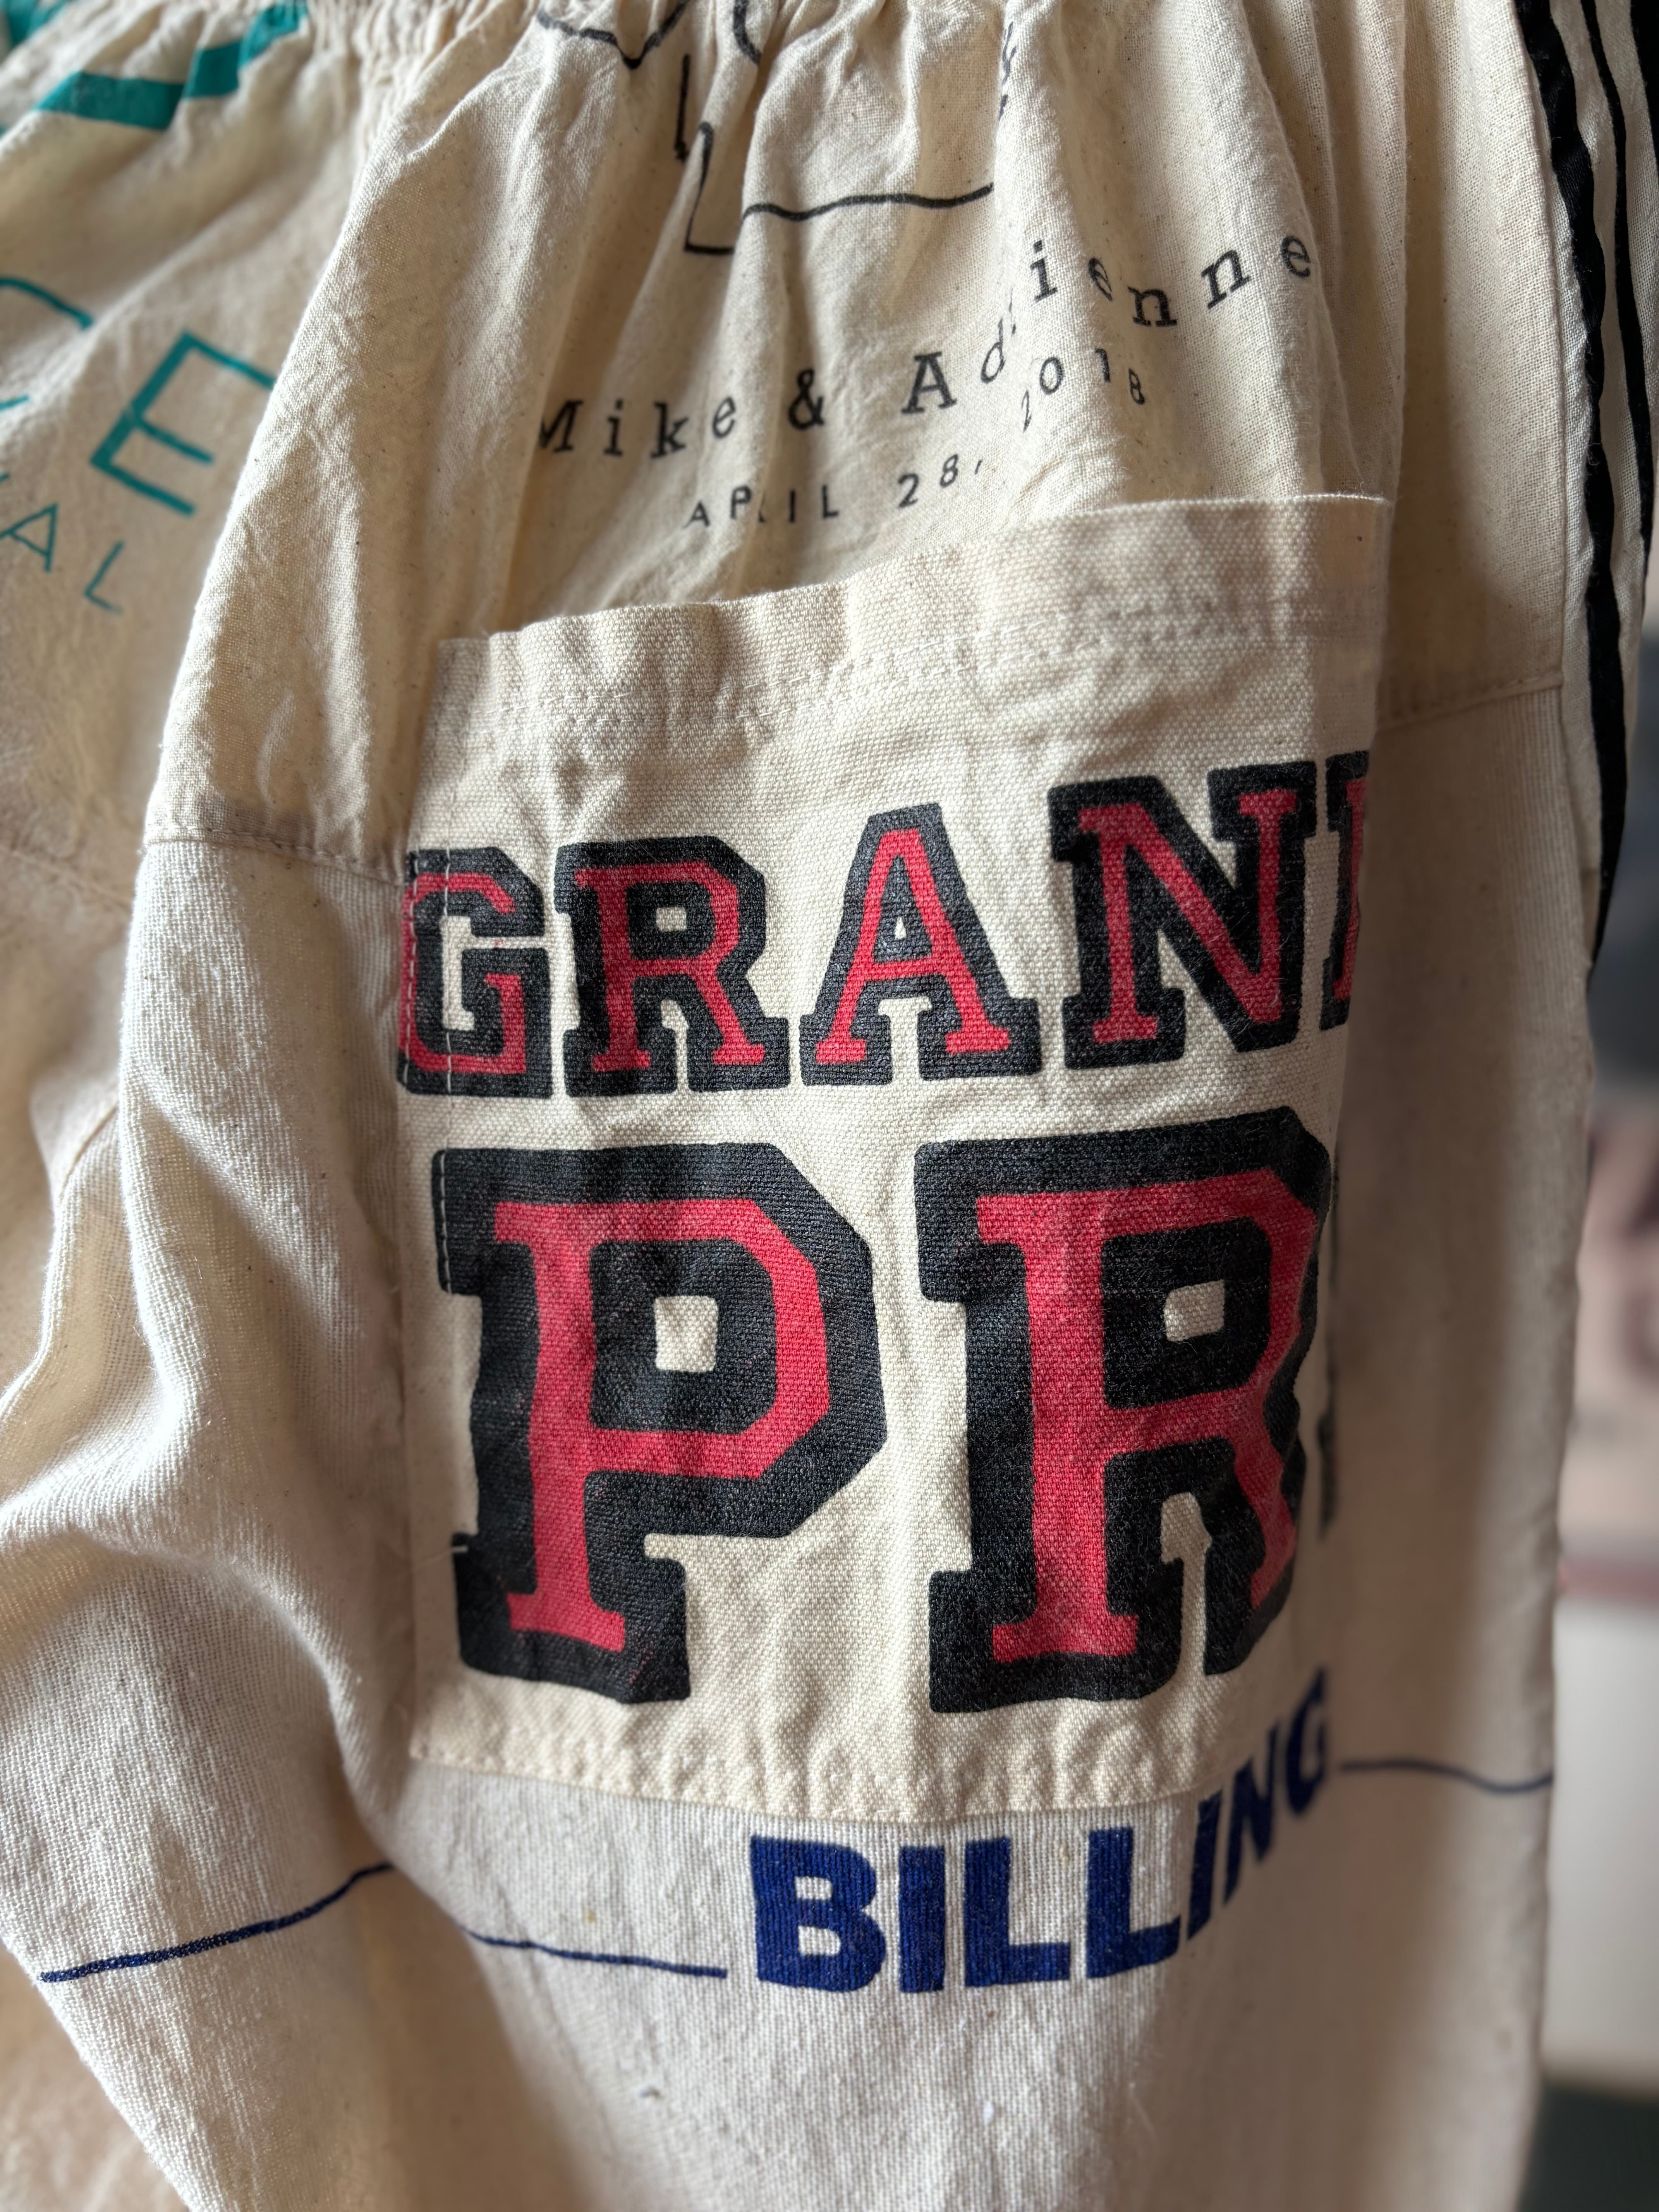 Mike & Adrienne
APRIL 28, 2018
GRAN
PR
BILLING